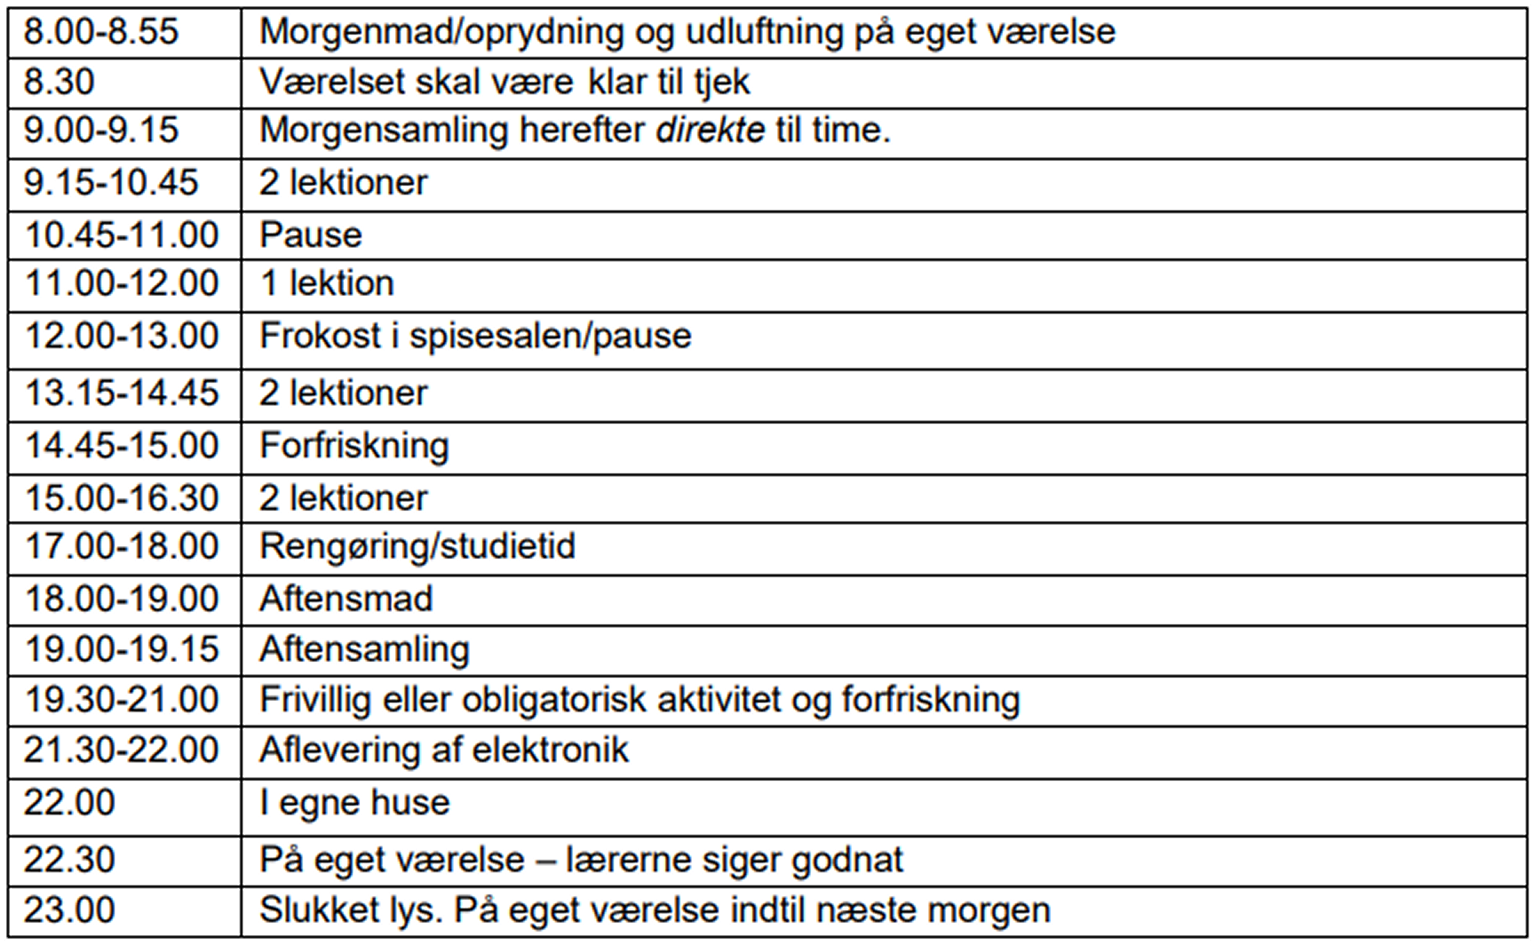 8.00-8.55 Morgenmad/oprydning og udluftning på eget værelse
8.30 Værelset skal være klar til tjek
9.00-9.15 Morgensamling herefter direkte til time.
9.15-10.45 2 lektioner
10.45-11.00 Pause
11.00-12.00 1 lektion
12.00-13.00 Frokost i spisesalen/pause
13.15-14.45 2 lektioner
14.45-15.00 Forfriskning
15.00-16.30 2 lektioner
17.00-18.00 Rengøring/studietid
18.00-19.00 Aftensmad
19.00-19.15 Aftensamling
19.30-21.00 Frivillig eller obligatorisk aktivitet og forfriskning
21.30-22.00 Aflevering af elektronik
22.00 I egne huse
22.30 På eget værelse – lærerne siger godnat
23.00 Slukket lys. På eget værelse indtil næste morgen